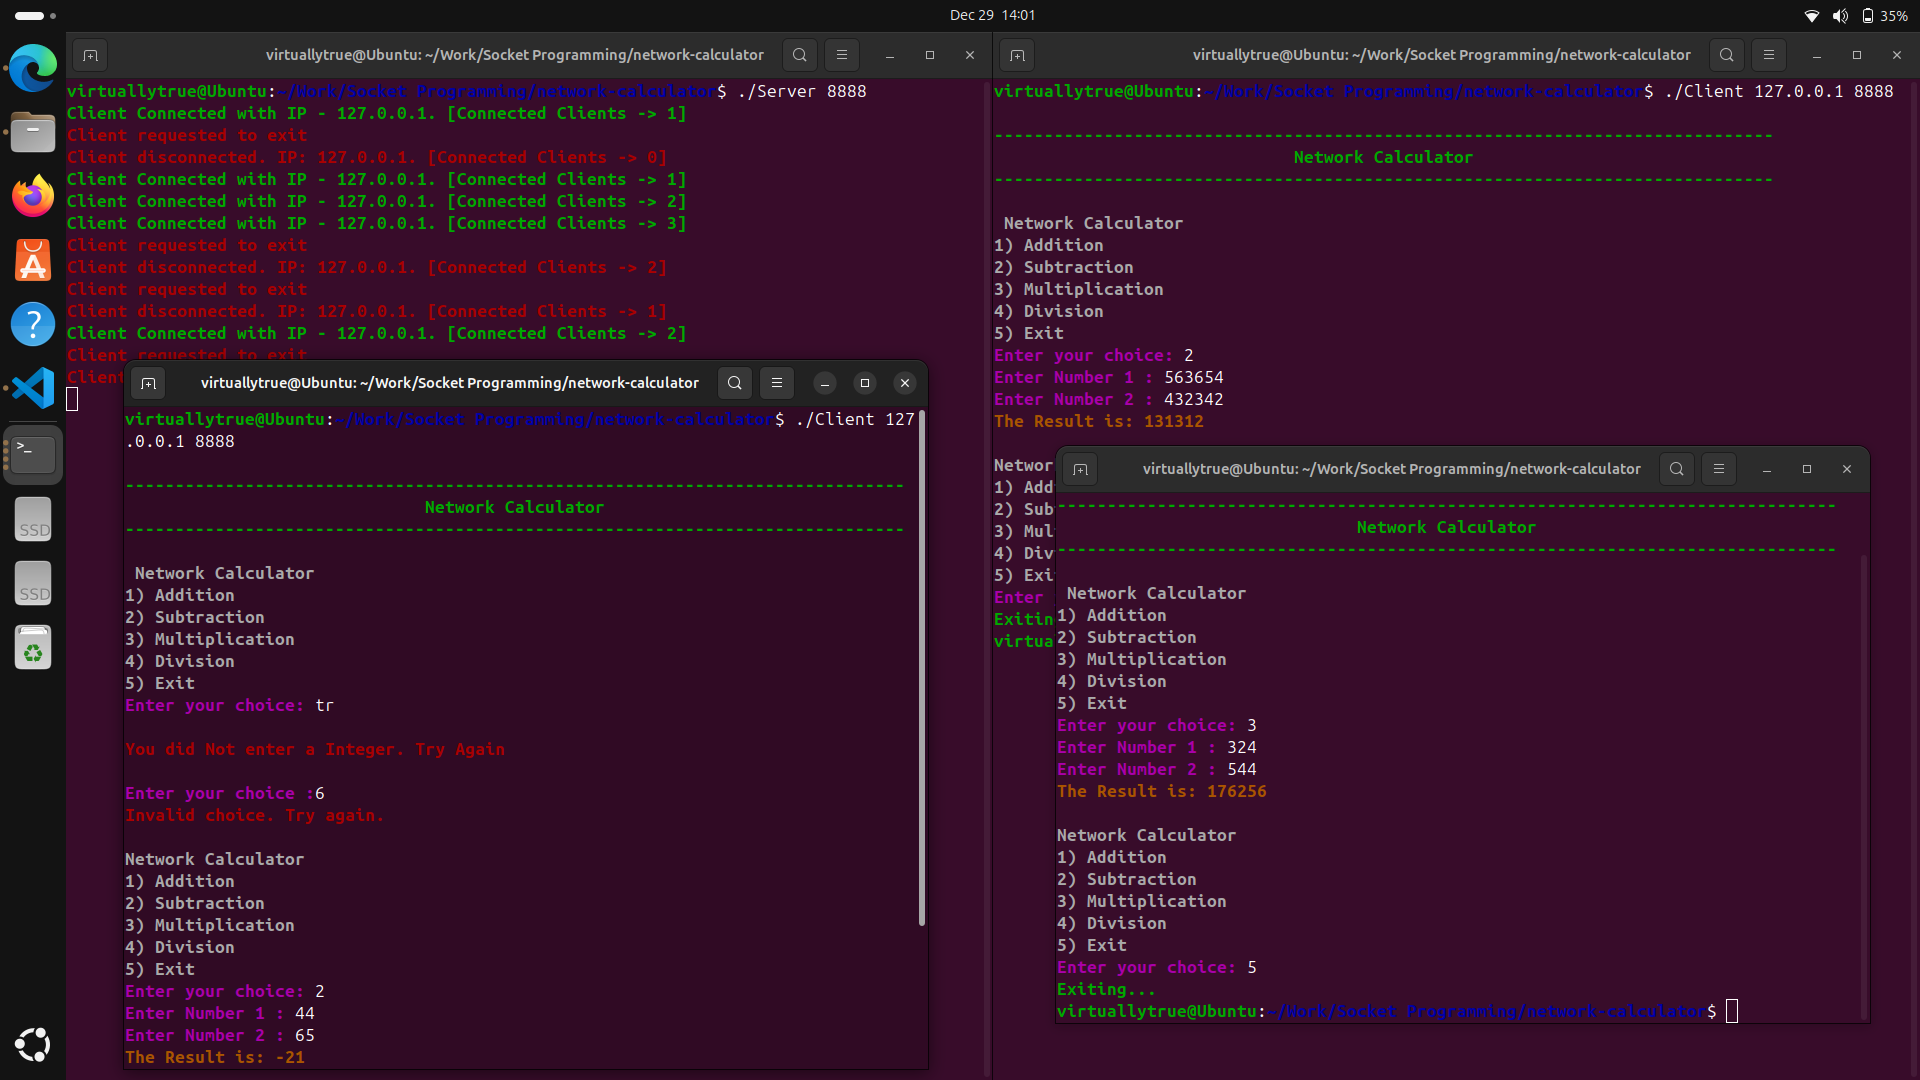 Dec 29 14:01
35%
virtuallytrue@Ubuntu: ~/Work/Socket Programming/network-calculator
virtuallytrue@Ubuntu:~/Work/Socket Programming/network-calculator$ ./Server 8888
Client Connected with IP - 127.0.0.1. [Connected Clients -> 1]
Client requested to exit
Client disconnected. IP: 127.0.0.1. [Connected Clients -> 0]
Client Connected with IP - 127.0.0.1. [Connected Clients -> 1]
Client Connected with IP - 127.0.0.1. [Connected Clients -> 2]
Client Connected with IP - 127.0.0.1. [Connected Clients -> 3]
Client requested to exit
Client disconnected. IP: 127.0.0.1. [Connected Clients -> 2]
Client requested to exit
Client disconnected. IP: 127.0.0.1. [Connected Clients -> 1]
Client Connected with IP - 127.0.0.1. [Connected Clients -> 2]
Client requested to exit
Client
virtuallytrue@Ubuntu: ~/Work/Socket Programming/network-calculator
virtuallytrue@Ubuntu:~/Work/Socket Programming/network-calculator$ ./Client 127
.0.0.1 8888
------------------------------------------------------------------------------
Network Calculator
------------------------------------------------------------------------------
Network Calculator
1) Addition
2) Subtraction
3) Multiplication
4) Division
5) Exit
Enter your choice: tr
You did Not enter a Integer. Try Again
Enter your choice :6
Invalid choice. Try again.
Network Calculator
1) Addition
2) Subtraction
3) Multiplication
4) Division
5) Exit
Enter your choice: 2
Enter Number 1 : 44
Enter Number 2 : 65
The Result is: -21
virtuallytrue@Ubuntu: ~/Work/Socket Programming/network-calculator
virtuallytrue@Ubuntu:~/Work/Socket Programming/network-calculator$ ./Client 127.0.0.1 8888
------------------------------------------------------------------------------
Network Calculator
------------------------------------------------------------------------------
Network Calculator
1) Addition
2) Subtraction
3) Multiplication
4) Division
5) Exit
Enter your choice: 2
Enter Number 1 : 563654
Enter Number 2 : 432342
The Result is: 131312
Networ
1) Add
2) Sub
3) Mul
4) Div
5) Exi
Enter
Exitin
virtua
virtuallytrue@Ubuntu: ~/Work/Socket Programming/network-calculator
------------------------------------------------------------------------------
Network Calculator
------------------------------------------------------------------------------
Network Calculator
1) Addition
2) Subtraction
3) Multiplication
4) Division
5) Exit
Enter your choice: 3
Enter Number 1 : 324
Enter Number 2 : 544
The Result is: 176256
Network Calculator
1) Addition
2) Subtraction
3) Multiplication
4) Division
5) Exit
Enter your choice: 5
Exiting...
virtuallytrue@Ubuntu:~/Work/Socket Programming/network-calculator$
SSD
SSD